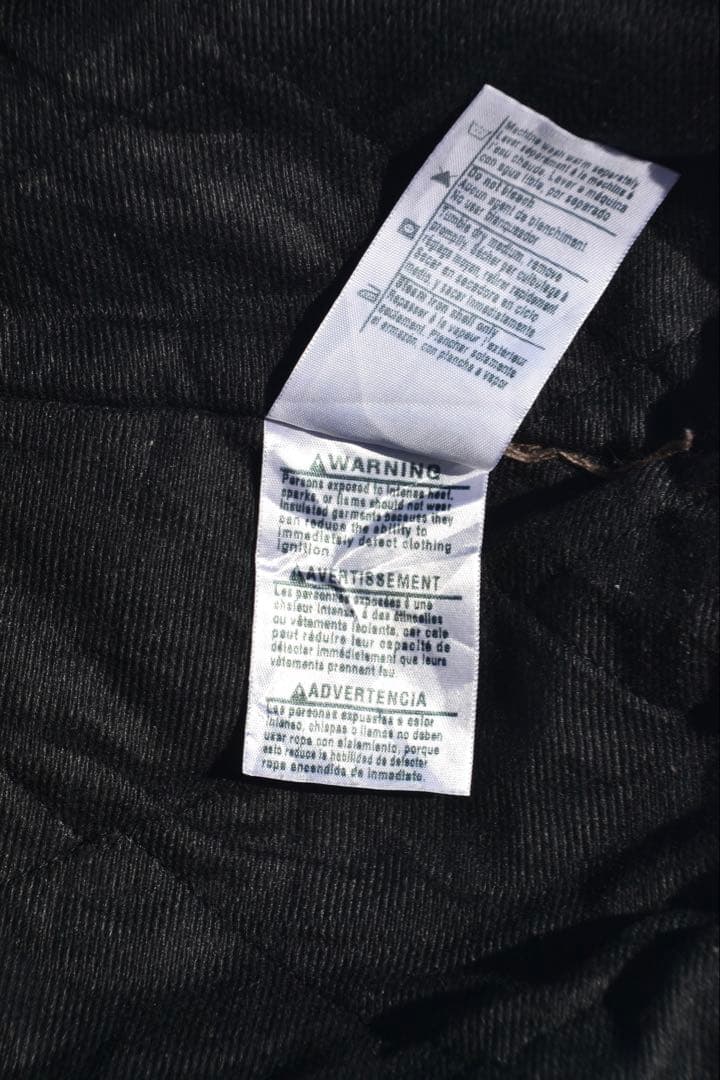 Machine wash warm separately
Laver séparément à la machine à
l'eau chaude. Lavar a máquina
con agua tibia, por separado
Do not bleach
Aucun agent de blanchiment
No usar blanqueador
Tumble dry, medium, remove
promptly. Sécher par culbutage à
réglage moyen, retirer rapidement
Secar en secadora en ciclo
medio, y sacar inmediatamente
Steam iron shell only
Repasser à la vapeur l'extérieur
seulement. Planchar solamente
el armazon, con plancha a vapor
WARNING
Persons exposed to intense heat,
sparks, or flame should not wear
insulated garments because they
can reduce the ability to
immediately detect clothing
ignition.
AVERTISSEMENT
Les personnes exposées à une
chaleur intense, à des étincelles
ou vêtements isolants, car cela
peut réduire leur capacité de
détecter immédiatement que leurs
vêtements prennent feu.
ADVERTENCIA
Las personas expuestas a calor
intenso, chispas o llamas no deben
usar ropa con aislamiento, porque
esto reduce la habilidad de detectar
ropa encendida de inmediato.